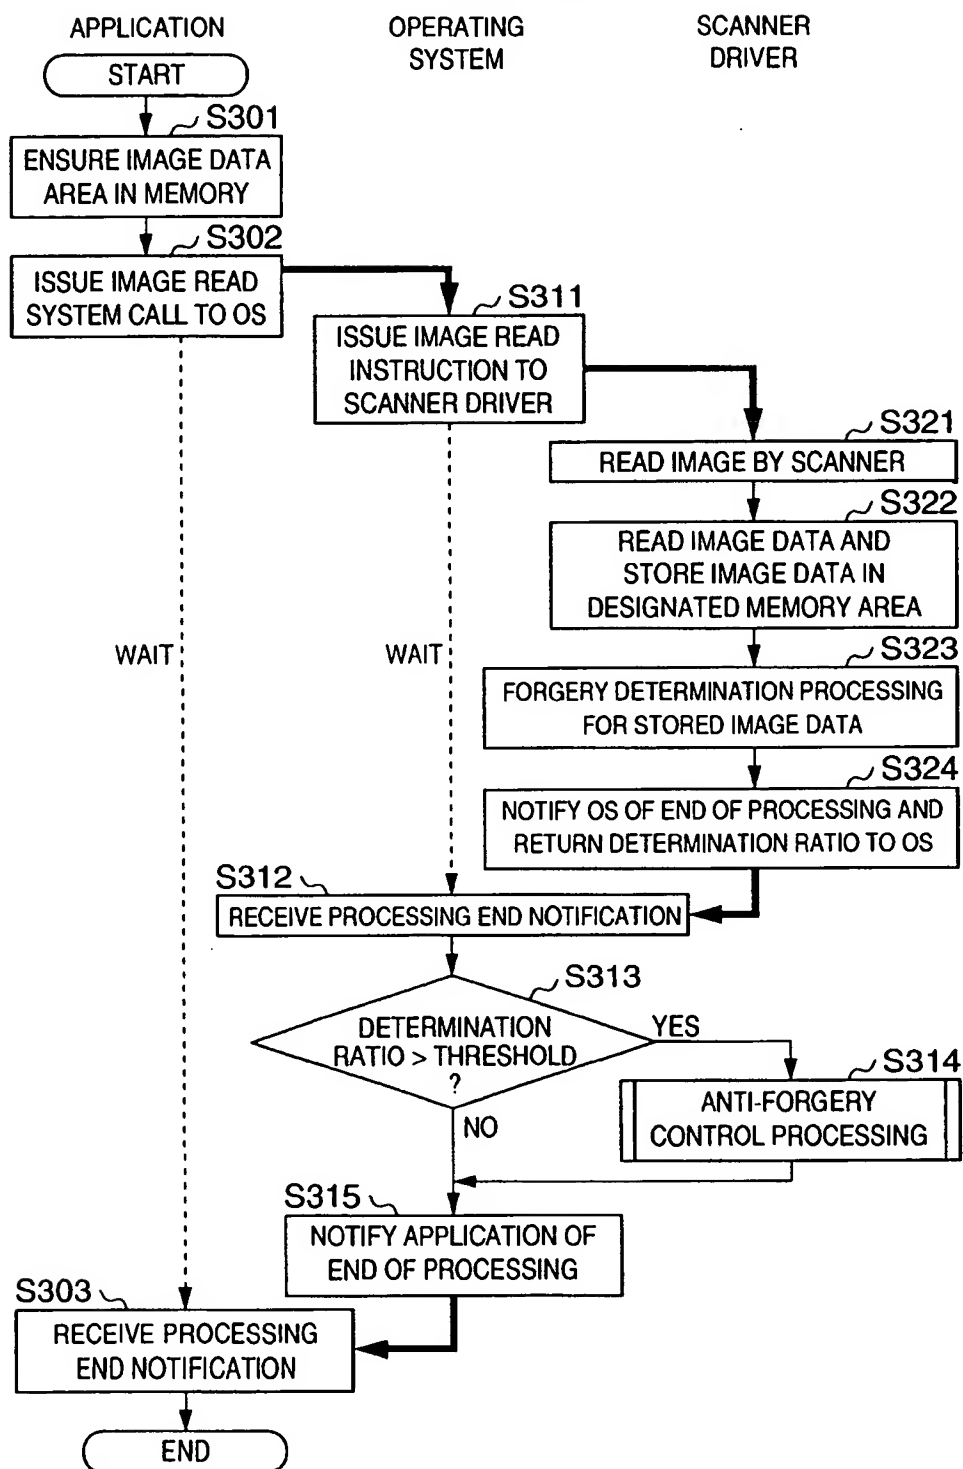 APPLICATION
OPERATING
SYSTEM
SCANNER
DRIVER
START
S301
ENSURE IMAGE DATA
AREA IN MEMORY
S302
ISSUE IMAGE READ
SYSTEM CALL TO OS
S311
ISSUE IMAGE READ
INSTRUCTION TO
SCANNER DRIVER
S321
READ IMAGE BY SCANNER
S322
READ IMAGE DATA AND
STORE IMAGE DATA IN
DESIGNATED MEMORY AREA
WAIT
WAIT
S323
FORGERY DETERMINATION PROCESSING
FOR STORED IMAGE DATA
S324
NOTIFY OS OF END OF PROCESSING AND
RETURN DETERMINATION RATIO TO OS
S312
RECEIVE PROCESSING END NOTIFICATION
S313
DETERMINATION
RATIO > THRESHOLD
?
YES
NO
S314
ANTI-FORGERY
CONTROL PROCESSING
S315
NOTIFY APPLICATION OF
END OF PROCESSING
S303
RECEIVE PROCESSING
END NOTIFICATION
END